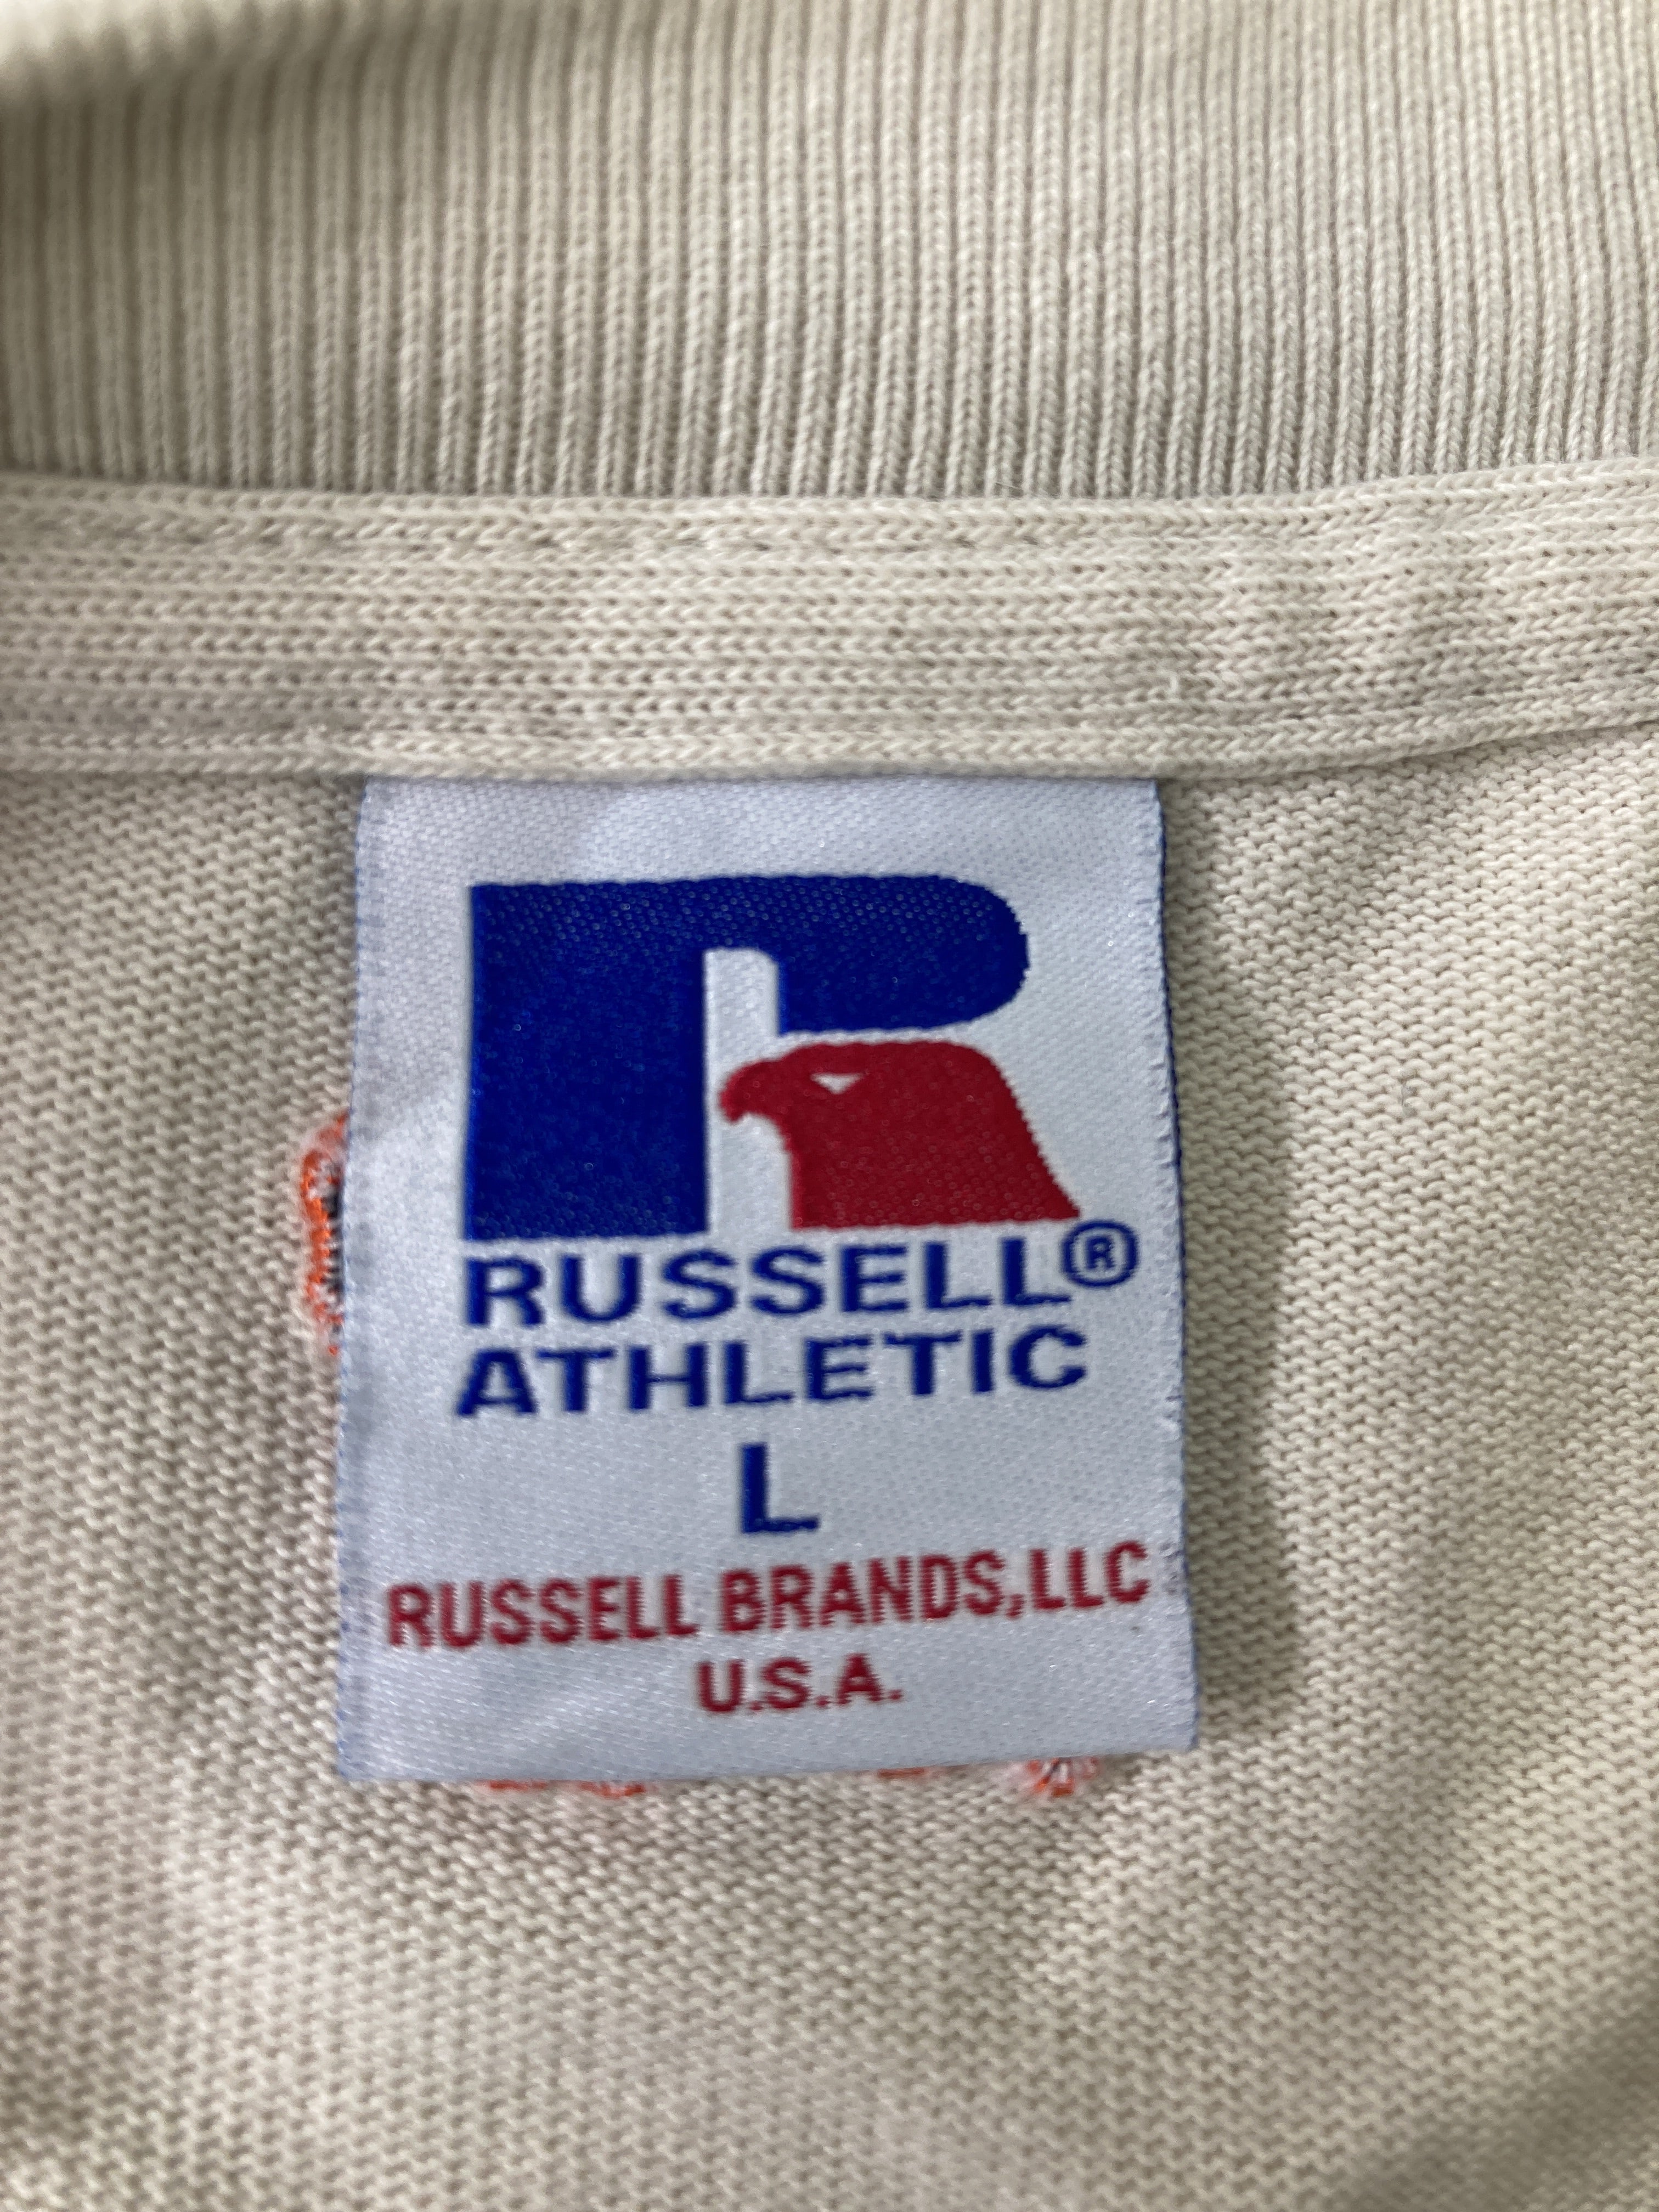 RUSSELL®
ATHLETIC
L
RUSSELL BRANDS,LLC
U.S.A.